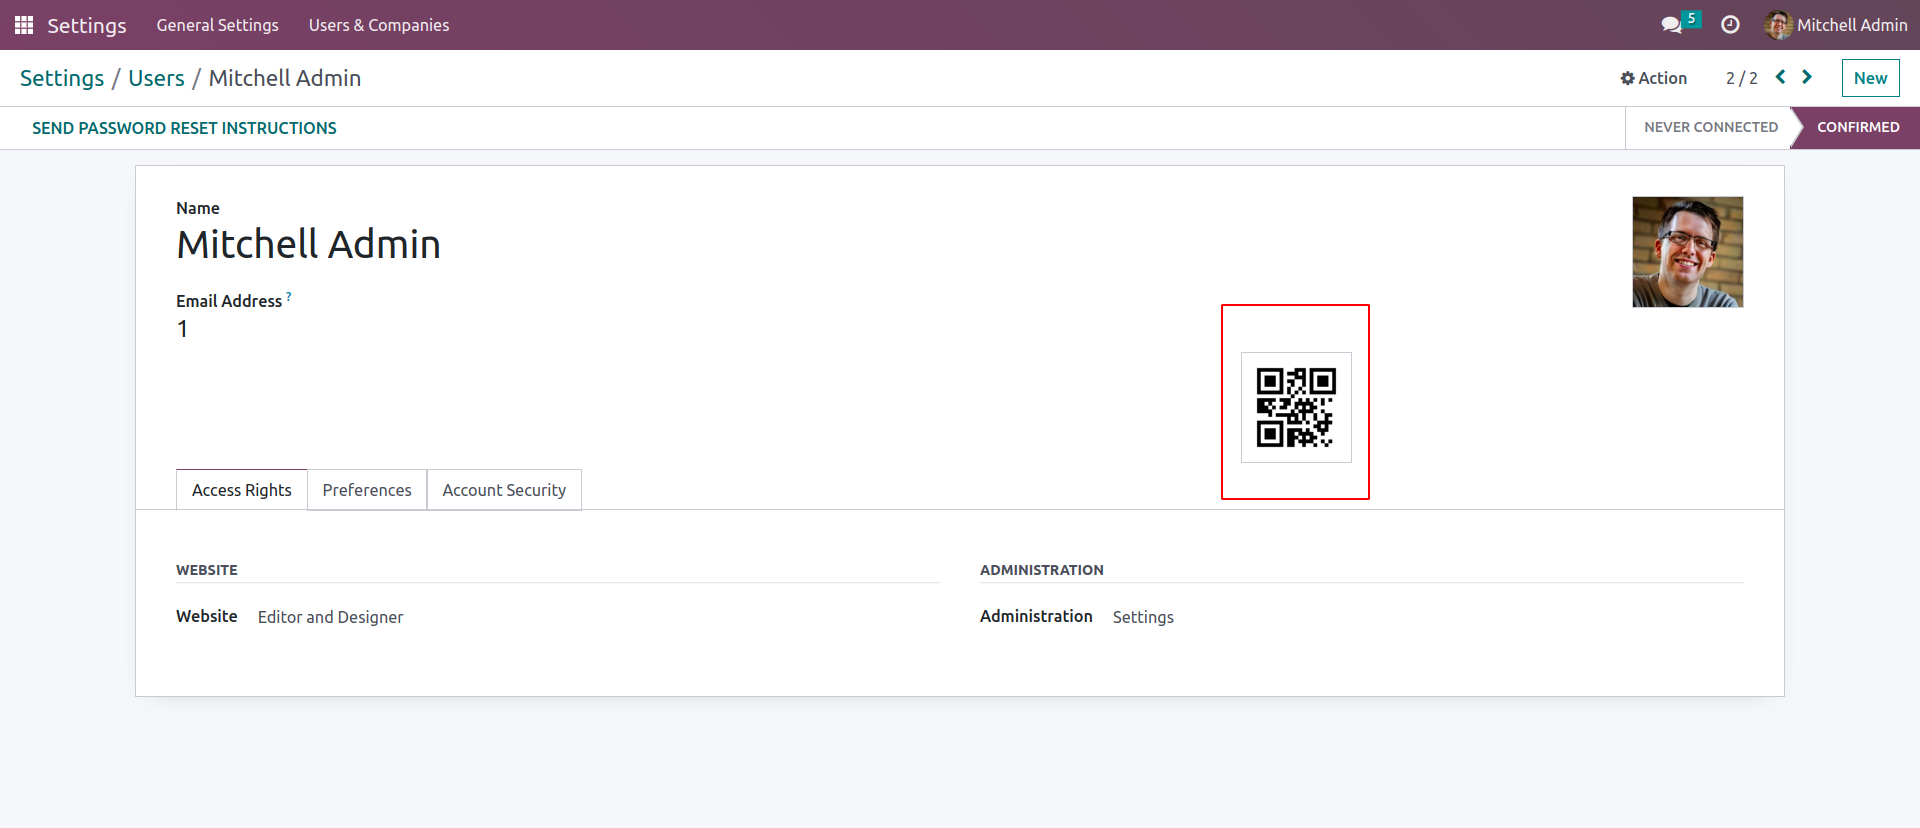 Settings General Settings Users & Companies 5 Mitchell Admin
Settings / Users / Mitchell Admin Action 2 / 2 New
SEND PASSWORD RESET INSTRUCTIONS NEVER CONNECTED CONFIRMED
Name
Mitchell Admin
Email Address ?
1
Access Rights Preferences Account Security
WEBSITE ADMINISTRATION
Website Editor and Designer Administration Settings